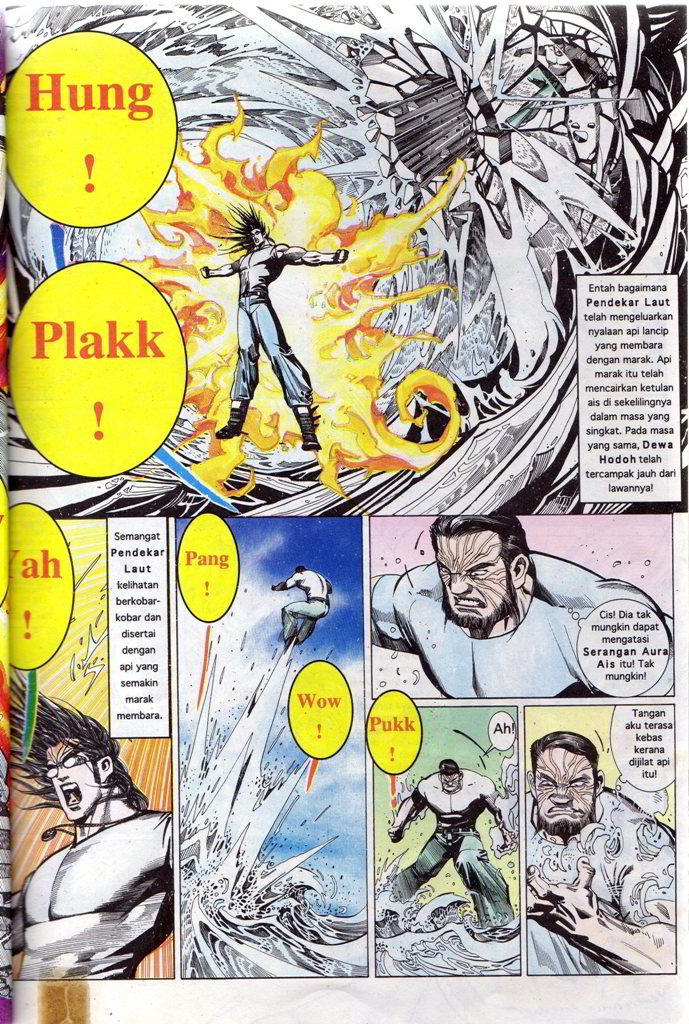 Hung
!
Plakk
!
Entah bagaimana
Pendekar Laut
telah mengeluarkan
nyalaan api lancip
yang membara
dengan marak. Api
marak itu telah
mencairkan ketulan
ais di sekelilingnya
dalam masa yang
singkat. Pada masa
yang sama, Dewa
Hodoh telah
tercampak jauh dari
lawannya!
Yah
!
Semangat
Pendekar
Laut
kelihatan
berkobar-
kobar dan
disertai
dengan
api yang
semakin
marak
membara.
Pang
!
Wow
!
Cis! Dia tak
mungkin dapat
mengatasi
Serangan Aura
Ais itu! Tak
mungkin!
Pukk
!
Ah!
Tangan
aku terasa
kebas
kerana
dijilat api
itu!